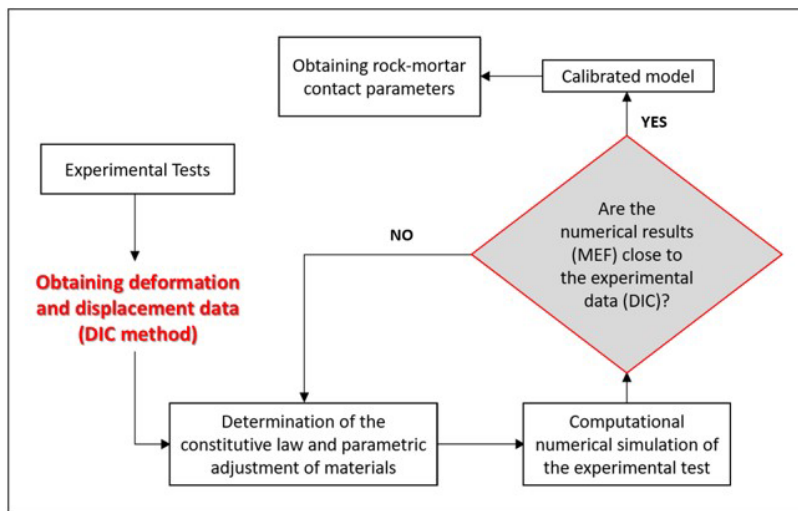 Experimental Tests
Obtaining deformation
and displacement data
(DIC method)
Determination of the
constitutive law and parametric
adjustment of materials
Computational
numerical simulation of
the experimental test
Are the
numerical results
(MEF) close to
the experimental
data (DIC)?
NO
YES
Calibrated model
Obtaining rock-mortar
contact parameters